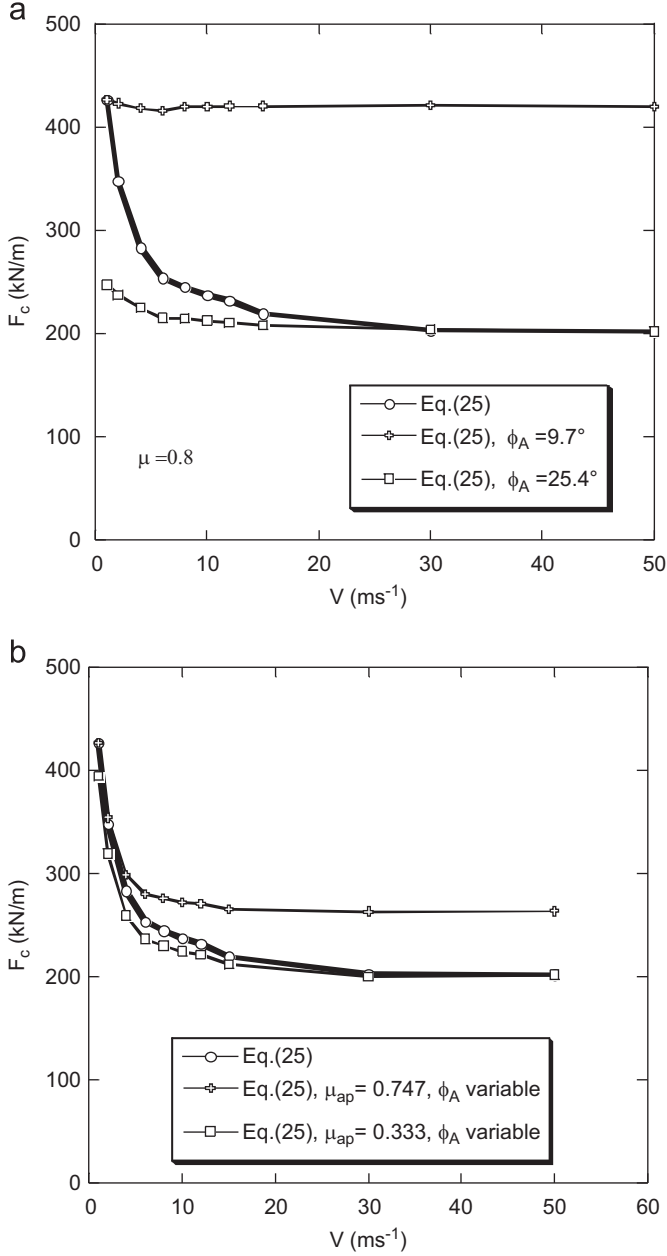 a
500
400
300
200
100
0
F_c (kN/m)
Eq.(25)
Eq.(25), ϕ_A =9.7°
Eq.(25), ϕ_A =25.4°
μ =0.8
0 10 20 30 40 50
V (ms⁻¹)
b
500
400
300
200
100
0
F_c (kN/m)
Eq.(25)
Eq.(25), μ_ap= 0.747, ϕ_A variable
Eq.(25), μ_ap= 0.333, ϕ_A variable
0 10 20 30 40 50 60
V (ms⁻¹)